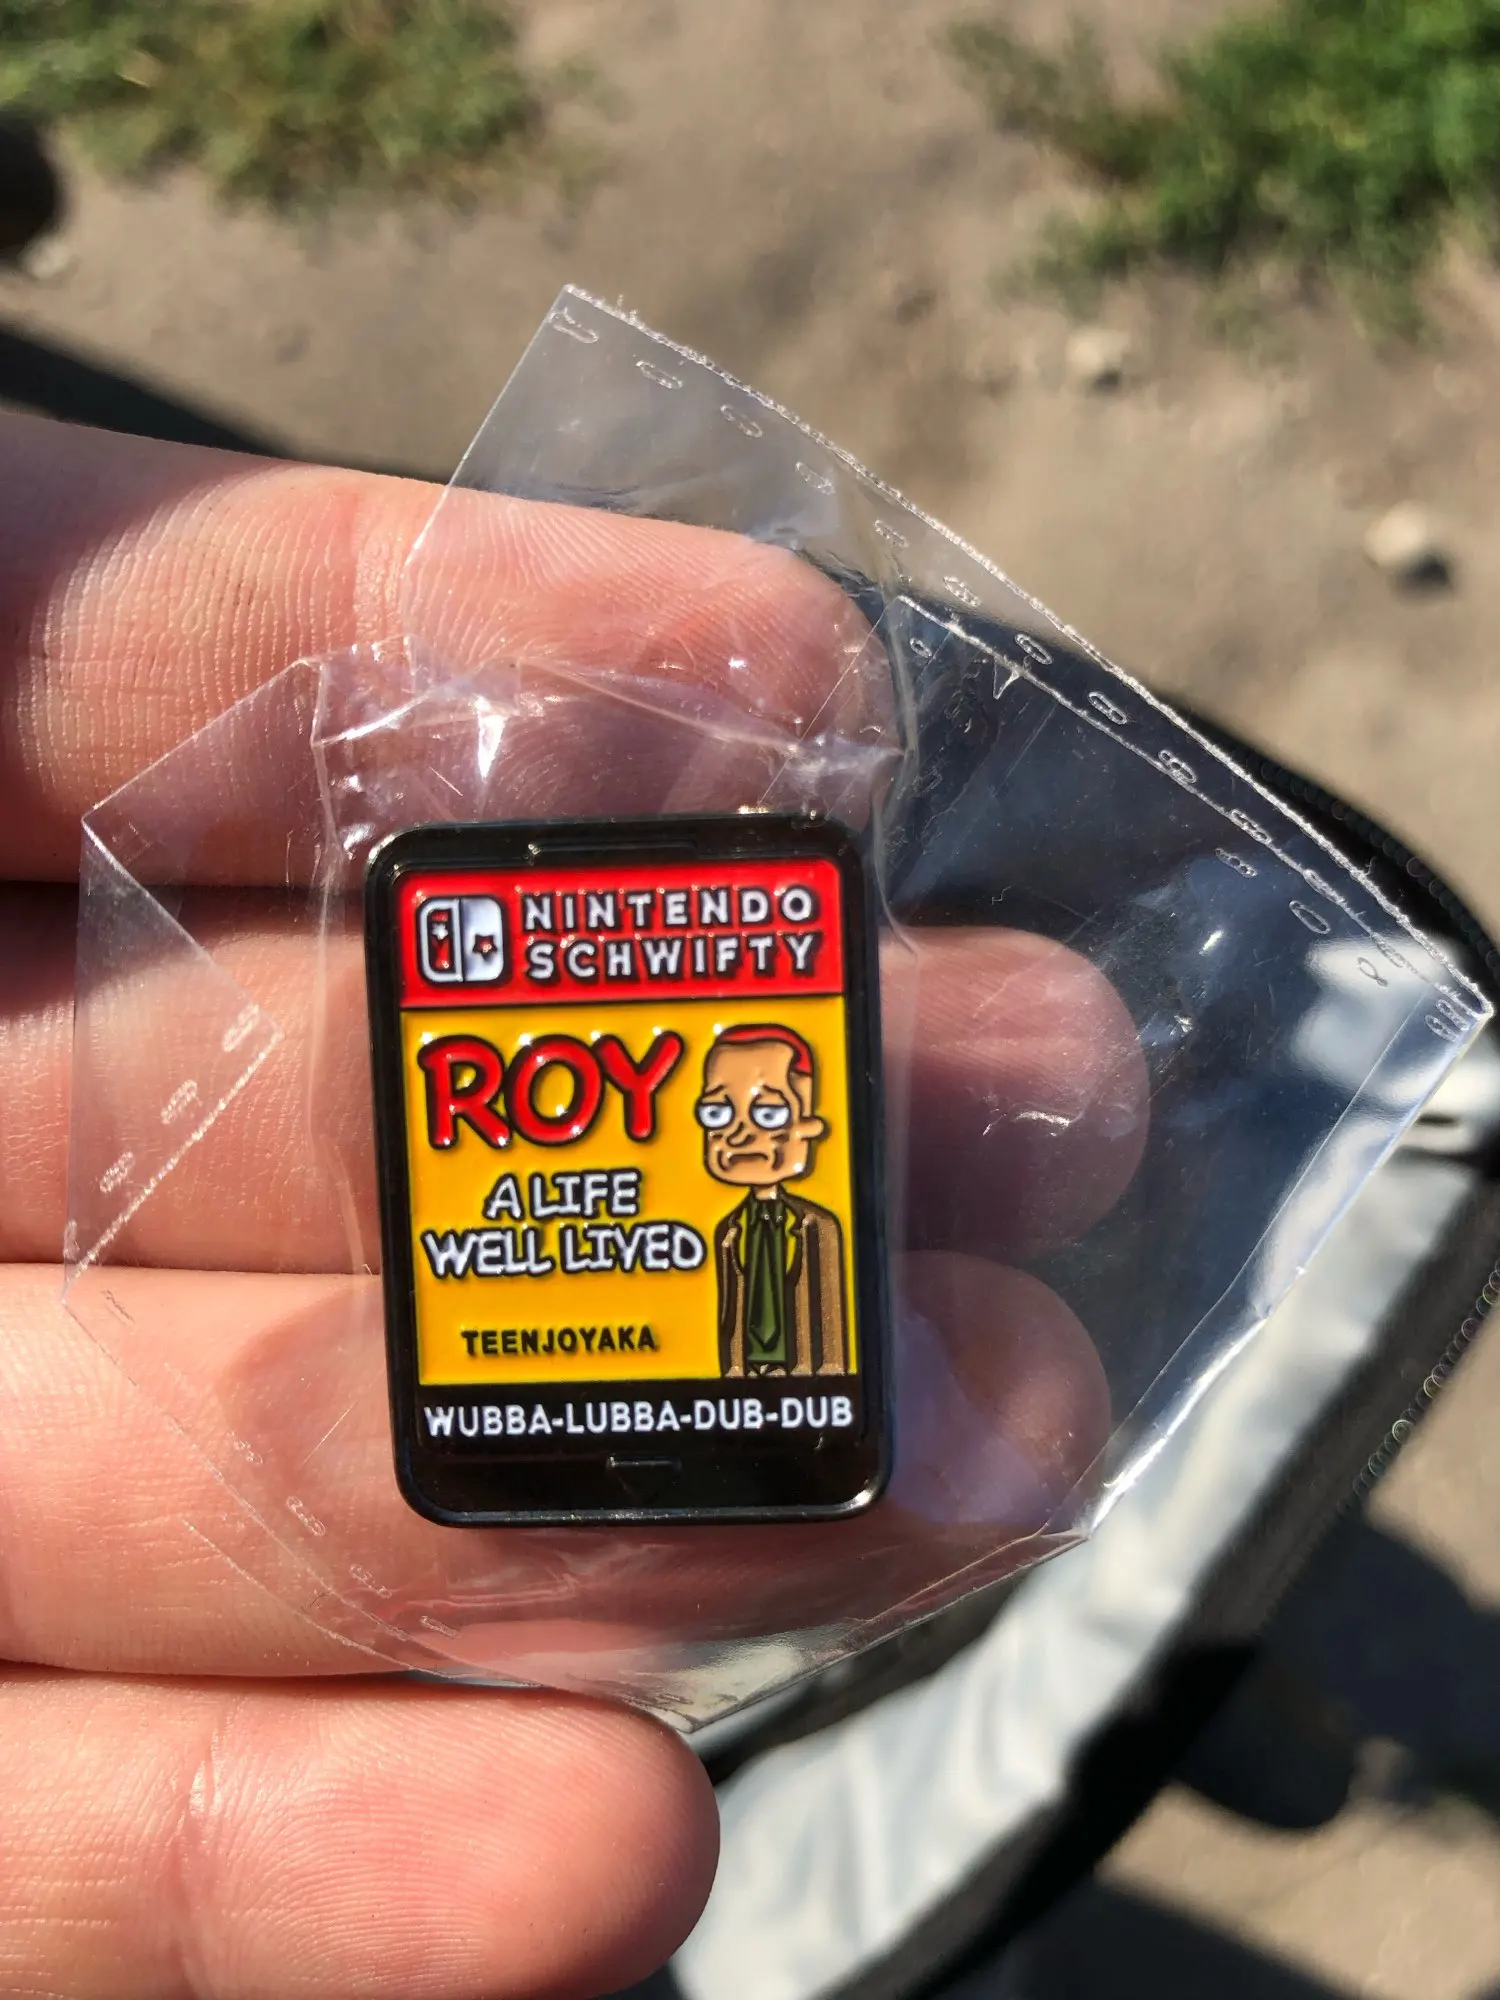 NINTENDO
SCHWIFTY
ROY
A LIFE
WELL LIVED
TEENJOYAKA
WUBBA-LUBBA-DUB-DUB